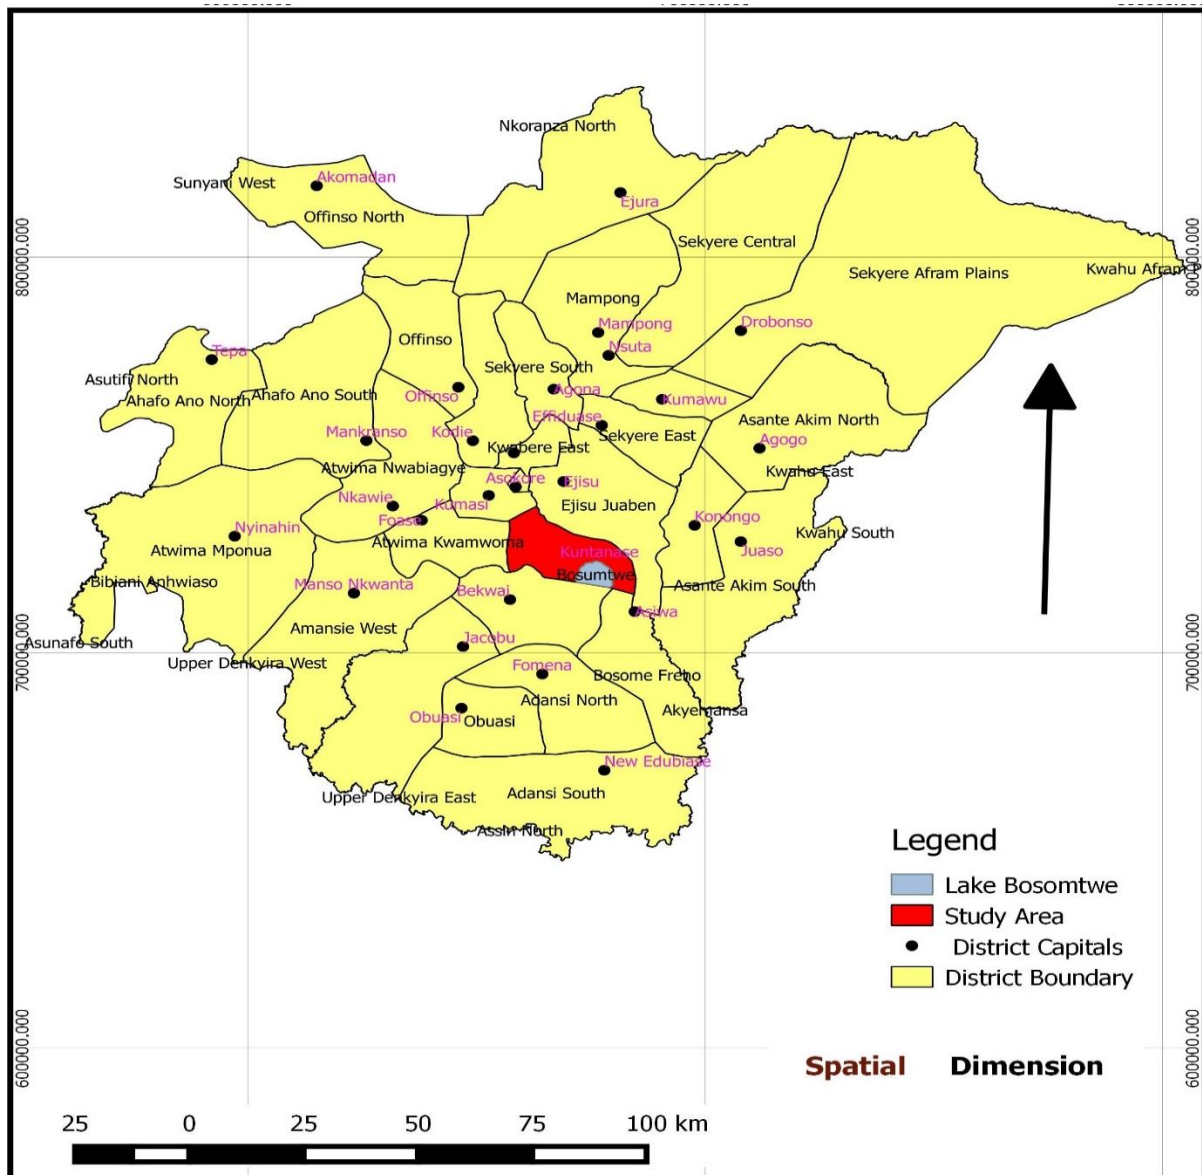 Nkoranza North
Akomadan
Sunyani West
Ejura
Offinso North
Sekyere Central
800000.000
800000.000
Sekyere Afram Plains
Kwahu Afram P
Mampong
Mampong
Drobonso
Offinso
Nsuta
Tepa
Sekyere South
Asutifi North
Ahafo Ano South
Agona
Offinso
Ahafo Ano North
Kumawu
Effiduase
Asante Akim North
Mankranso
Kodie
Sekyere East
Agogo
Kwabere East
Atwima Nwabiagye
Kwahu East
Asokore
Ejisu
Nkawie
Kumasi
Ejisu Juaben
Foase
Konongo
Nyinahin
Kwahu South
Atwima Kwamwoma
Atwima Mponua
Kuntanase
Juaso
Bosumtwe
Bibiani Anhwiaso
Manso Nkwanta
Bekwai
Asante Akim South
Asiwa
Amansie West
Jacobu
Asunafo South
700000.000
700000.000
Upper Denkyira West
Fomena
Bosome Freho
Adansi North
Akyemansa
Obuasi
Obuasi
New Edubiase
Adansi South
Upper Denkyira East
Assin North
Legend
Lake Bosomtwe
Study Area
District Capitals
District Boundary
600000.000
600000.000
Spatial Dimension
25 0 25 50 75 100 km